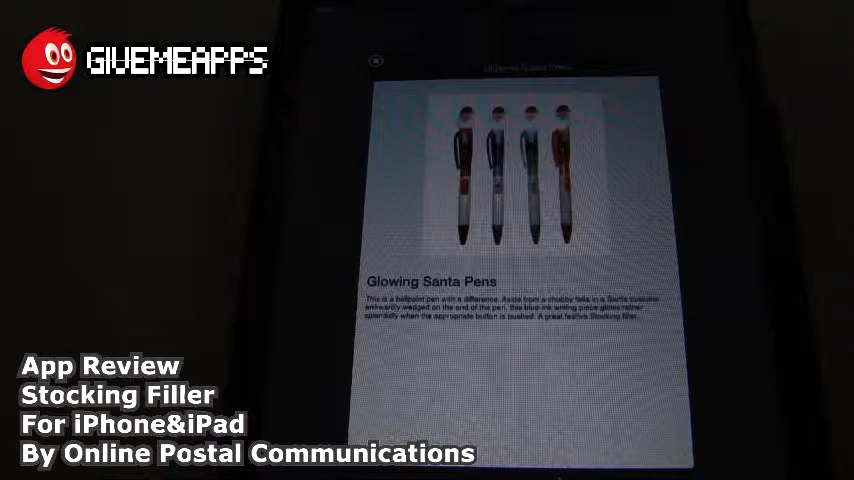 GIVEMEAPPS
Glowing Santa Pens
Glowing Santa Pens
This is a ballpoint pen with a difference. Aside from a chubby fella in a Santa costume
awkwardly wedged on the end of the pen, this blue-ink writing piece glows rather
splendidly when the appropriate button is pushed. A great festive Stocking filler.
App Review
Stocking Filler
For iPhone&iPad
By Online Postal Communications